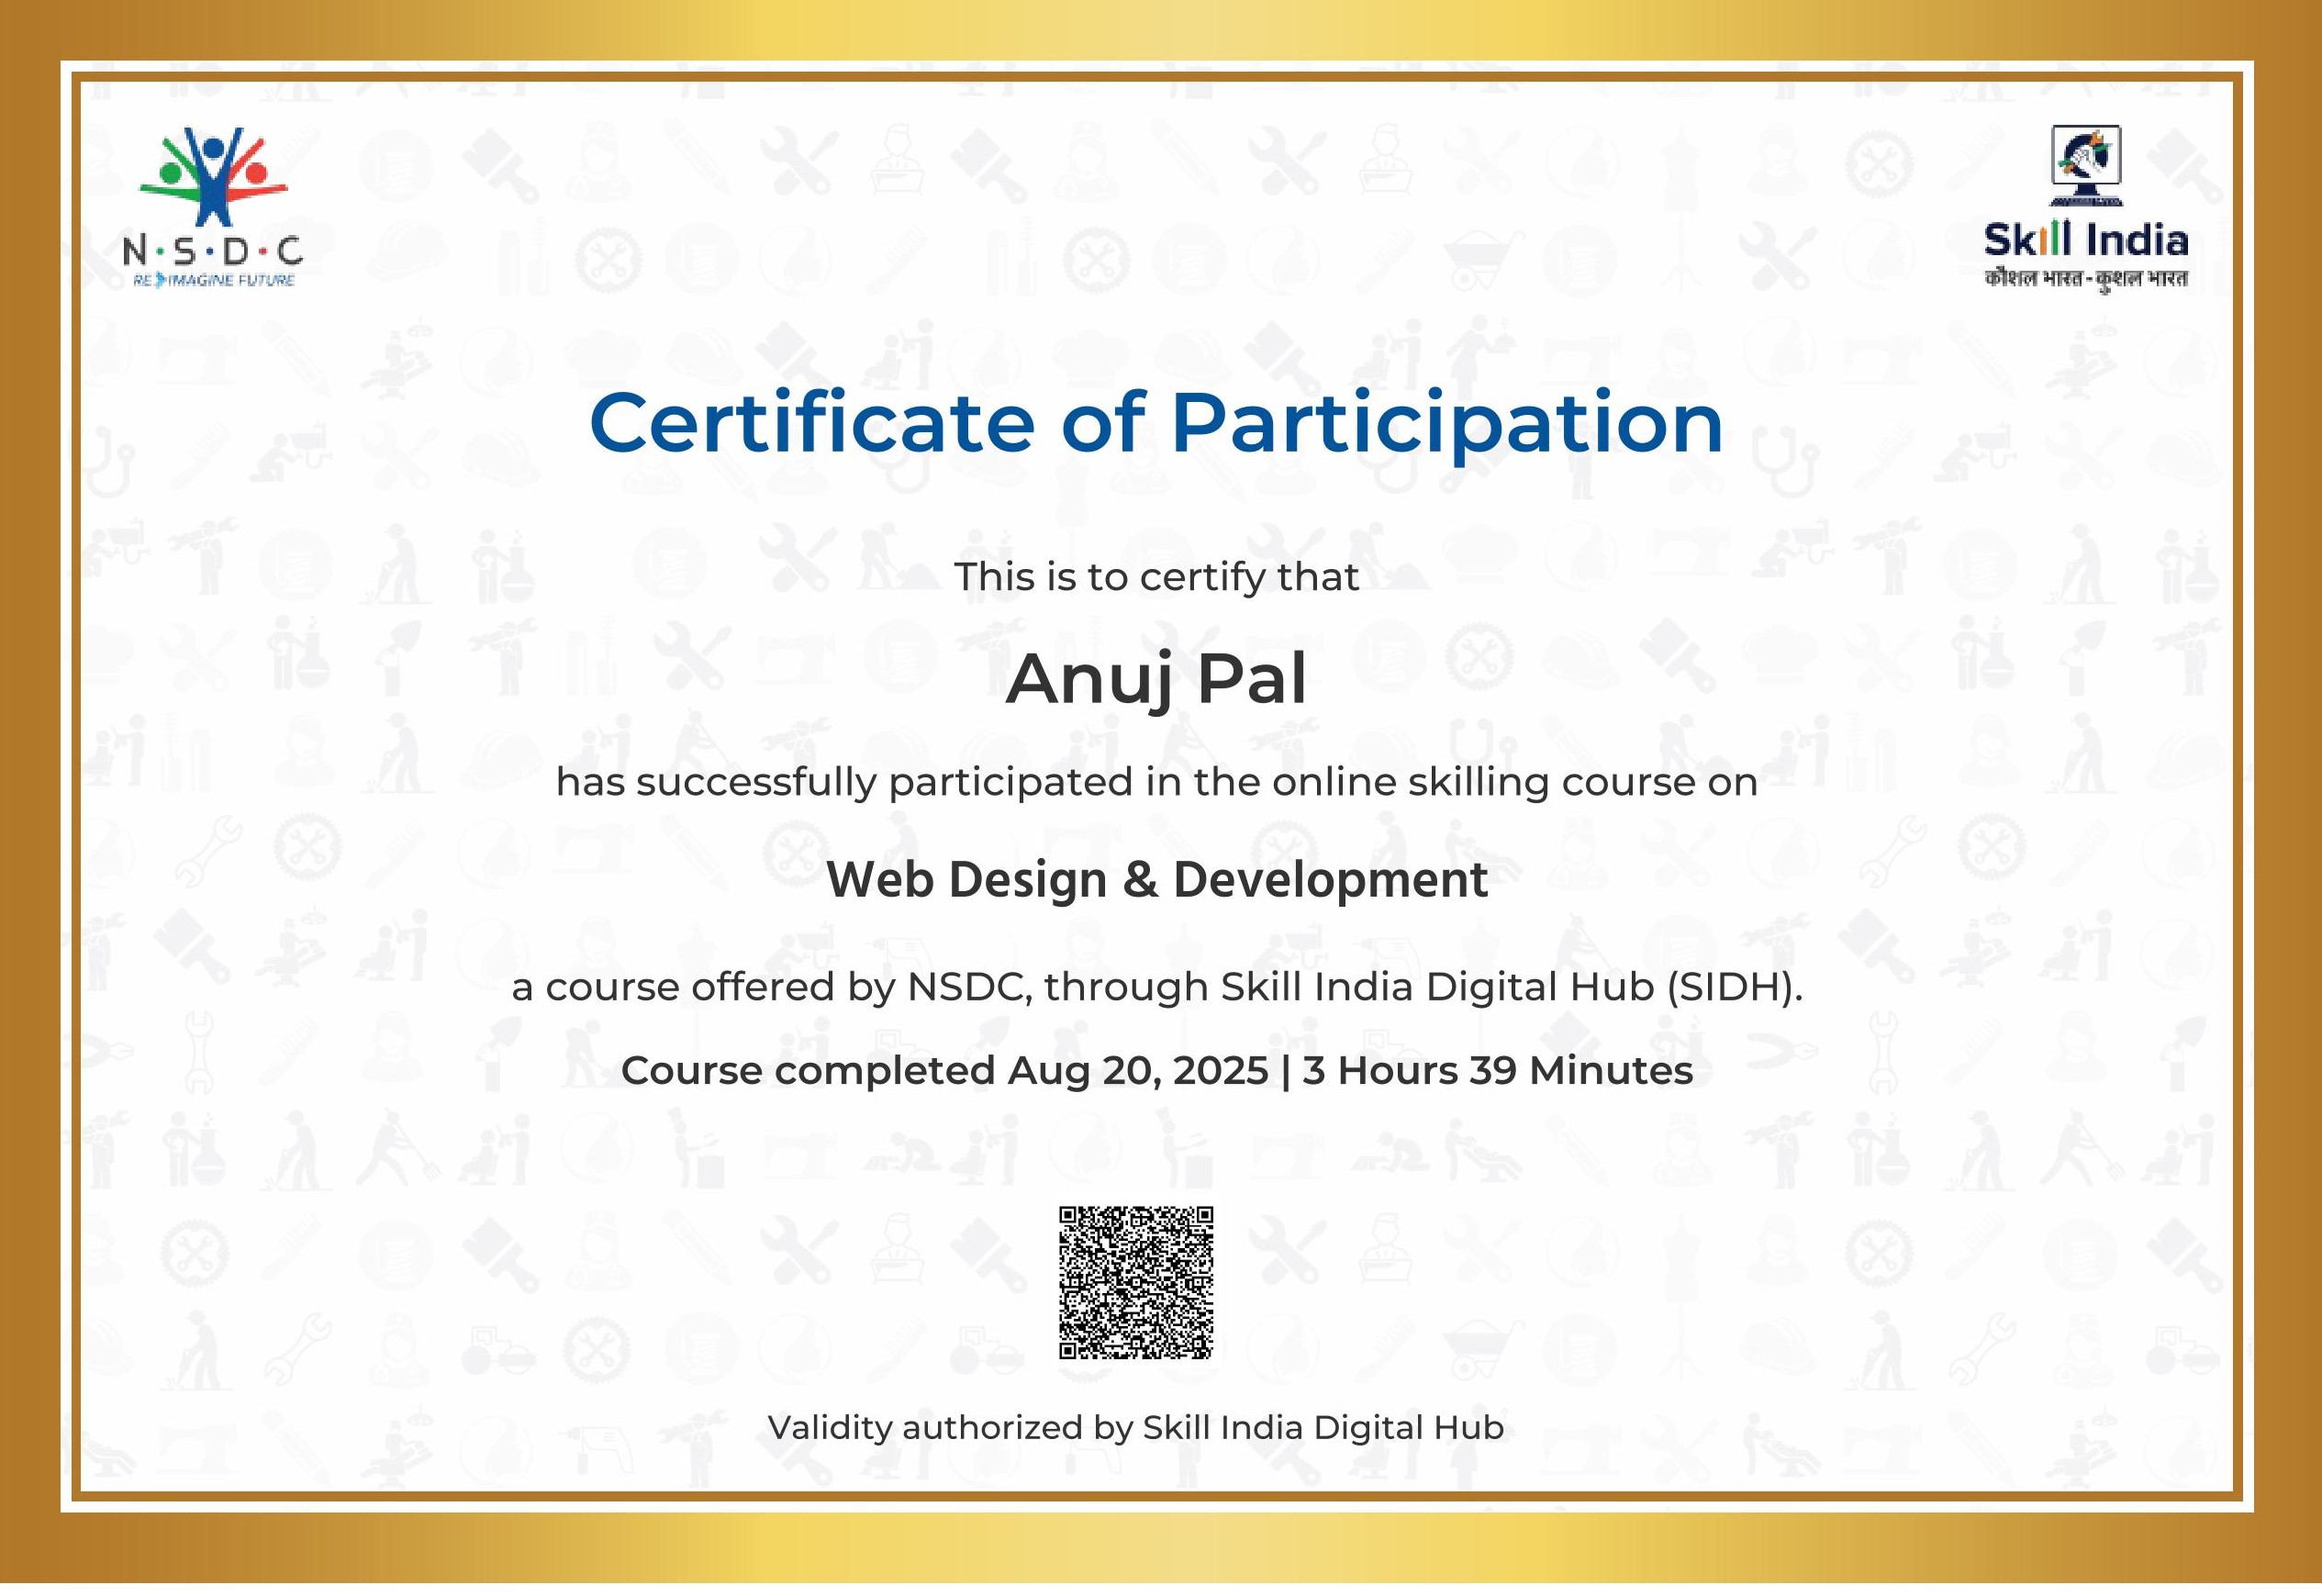 N·S·D·C
RE IMAGINE FUTURE
Skill India
कौशल भारत-कुशल भारत
Certificate of Participation
This is to certify that
Anuj Pal
has successfully participated in the online skilling course on
Web Design & Development
a course offered by NSDC, through Skill India Digital Hub (SIDH).
Course completed Aug 20, 2025 | 3 Hours 39 Minutes
Validity authorized by Skill India Digital Hub